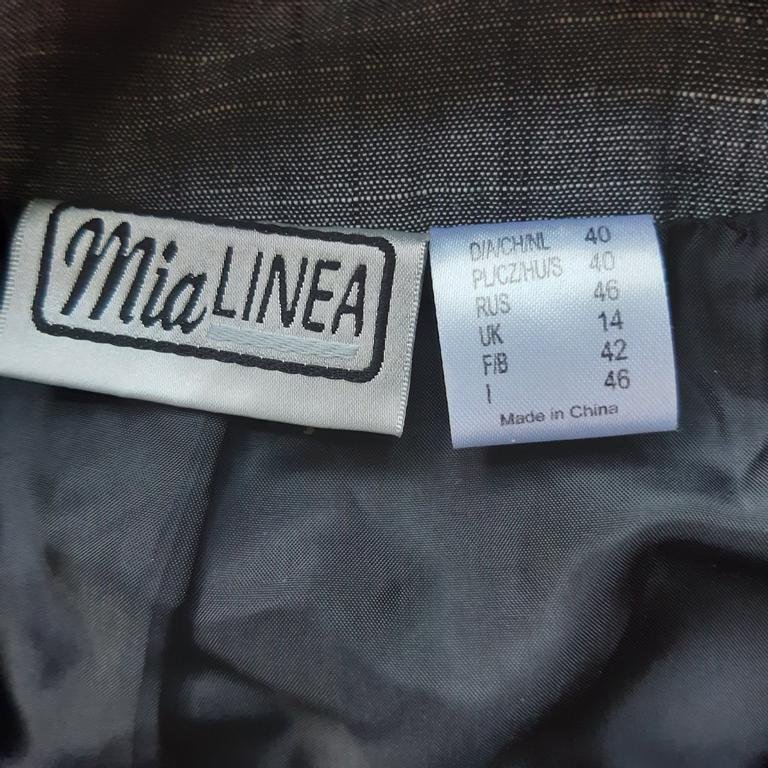 Mia LINEA
D/A/CH/NL 40
PL/CZ/HU/S 40
RUS 46
UK 14
F/B 42
I 46
Made in China